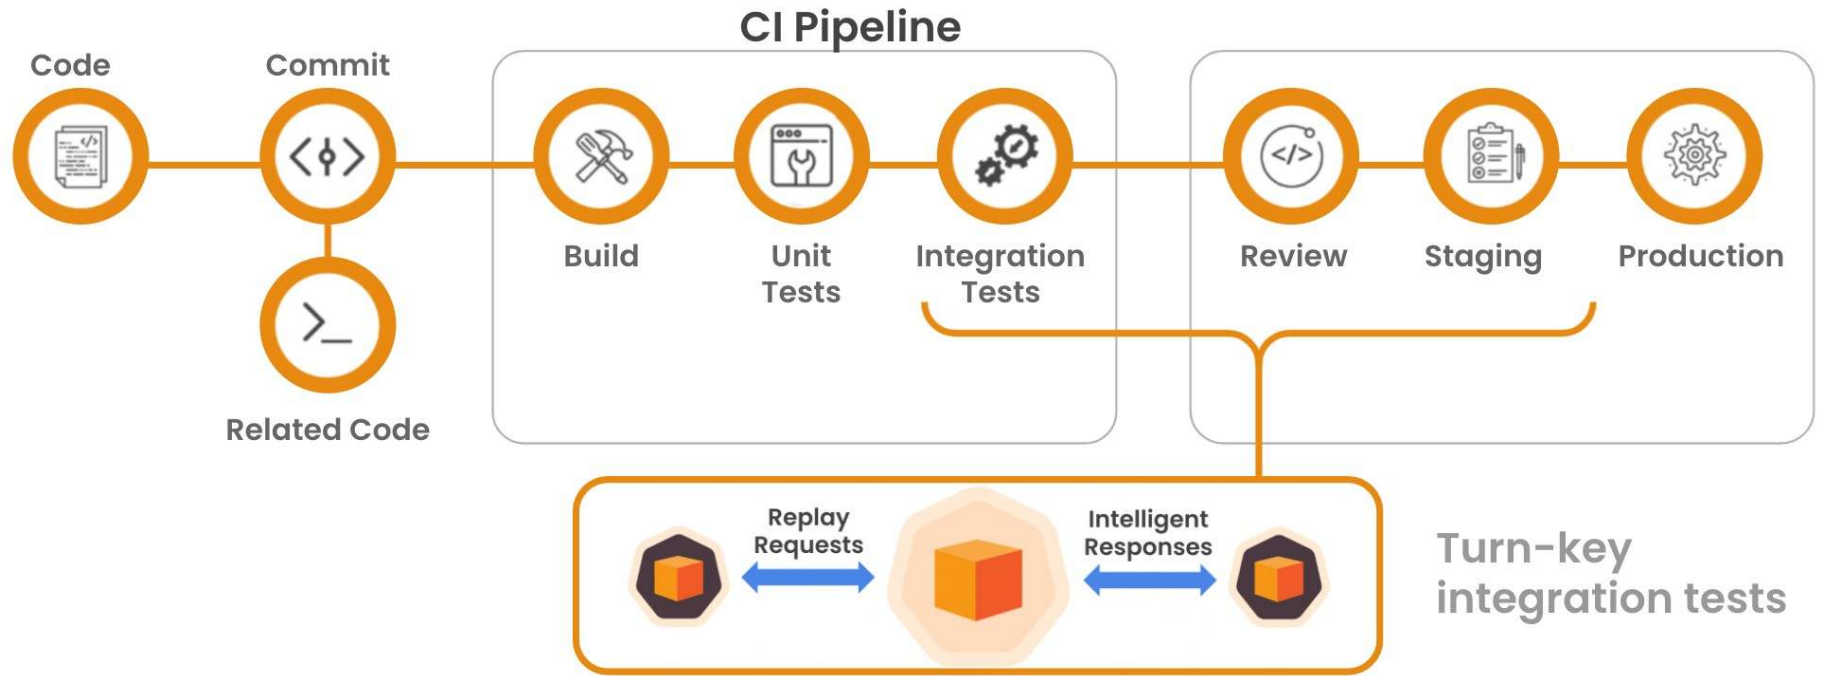 CI Pipeline
Code
Commit
Build
Unit
Tests
Integration
Tests
Review
Staging
Production
Related Code
Replay
Requests
Intelligent
Responses
Turn-key
integration tests